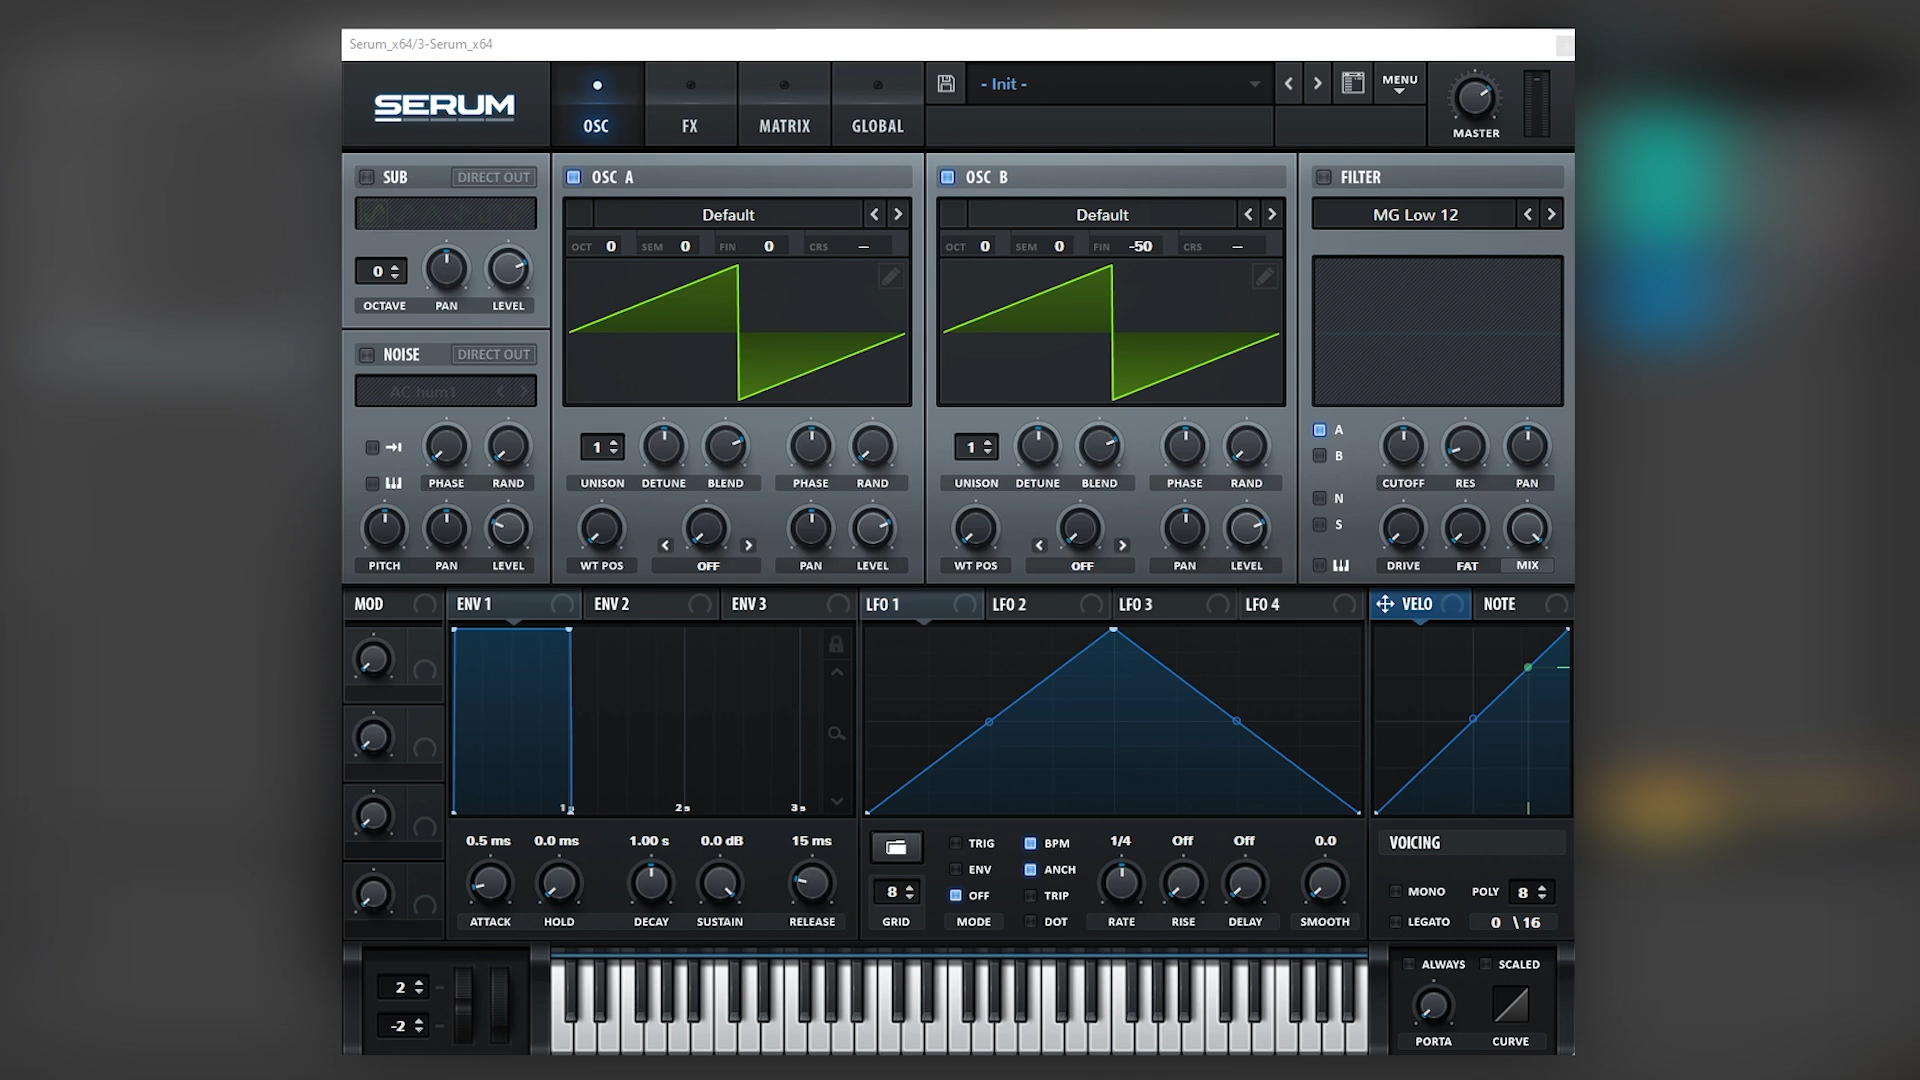 Serum_x64/3-Serum_x64
SERUM
OSC
FX
MATRIX
GLOBAL
- Init -
MENU
MASTER
SUB
DIRECT OUT
0
OCTAVE
PAN
LEVEL
NOISE
DIRECT OUT
AC hum1
PHASE
RAND
PITCH
PAN
LEVEL
OSC A
Default
OCT 0 SEM 0 FIN 0 CRS –
1
UNISON
DETUNE
BLEND
PHASE
RAND
WT POS
OFF
PAN
LEVEL
OSC B
Default
OCT 0 SEM 0 FIN -50 CRS –
1
UNISON
DETUNE
BLEND
PHASE
RAND
WT POS
OFF
PAN
LEVEL
FILTER
MG Low 12
A
B
N
S
CUTOFF
RES
PAN
DRIVE
FAT
MIX
MOD
ENV 1
ENV 2
ENV 3
LFO 1
LFO 2
LFO 3
LFO 4
VELO
NOTE
1s
2s
3s
0.5 ms
0.0 ms
1.00 s
0.0 dB
15 ms
ATTACK
HOLD
DECAY
SUSTAIN
RELEASE
8
GRID
TRIG
ENV
OFF
MODE
BPM
ANCH
TRIP
DOT
1/4
Off
Off
0.0
RATE
RISE
DELAY
SMOOTH
VOICING
MONO
POLY
8
LEGATO
0 \ 16
2
-2
ALWAYS
SCALED
PORTA
CURVE